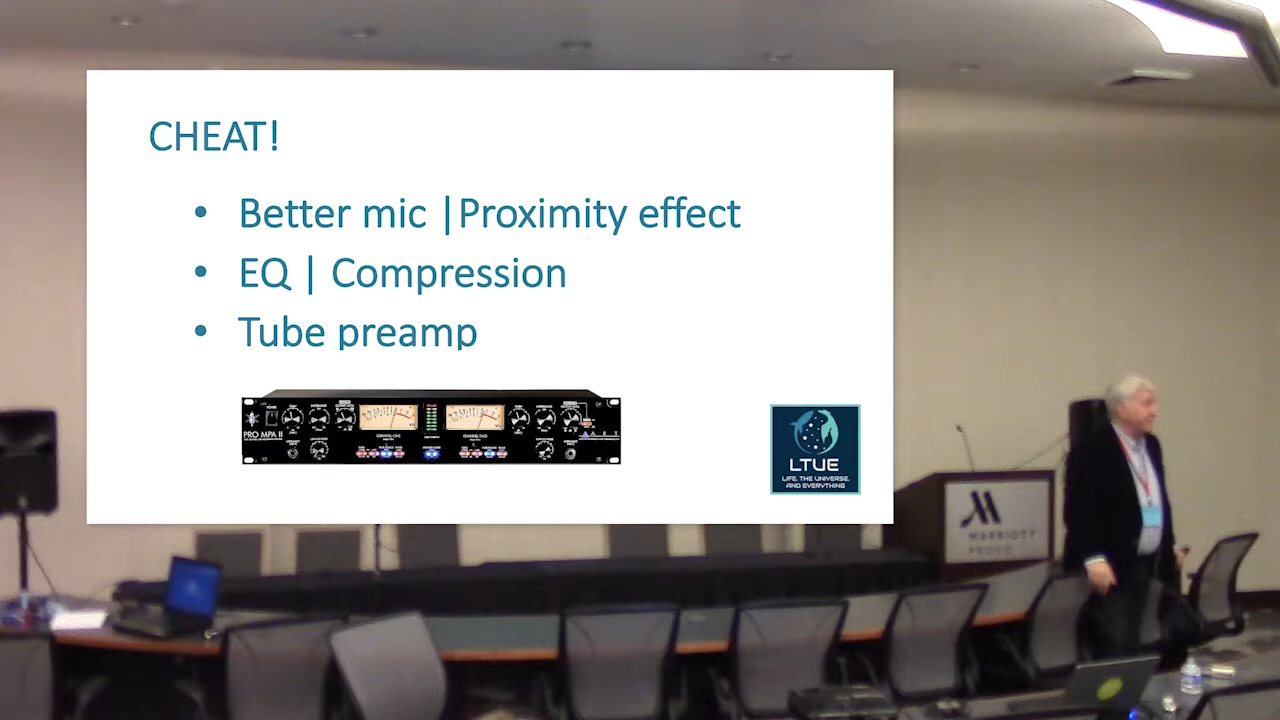 CHEAT!
• Better mic |Proximity effect
• EQ | Compression
• Tube preamp
PRO MPA II
LTUE
LIFE, THE UNIVERSE,
AND EVERYTHING
MARRIOTT
PROVO